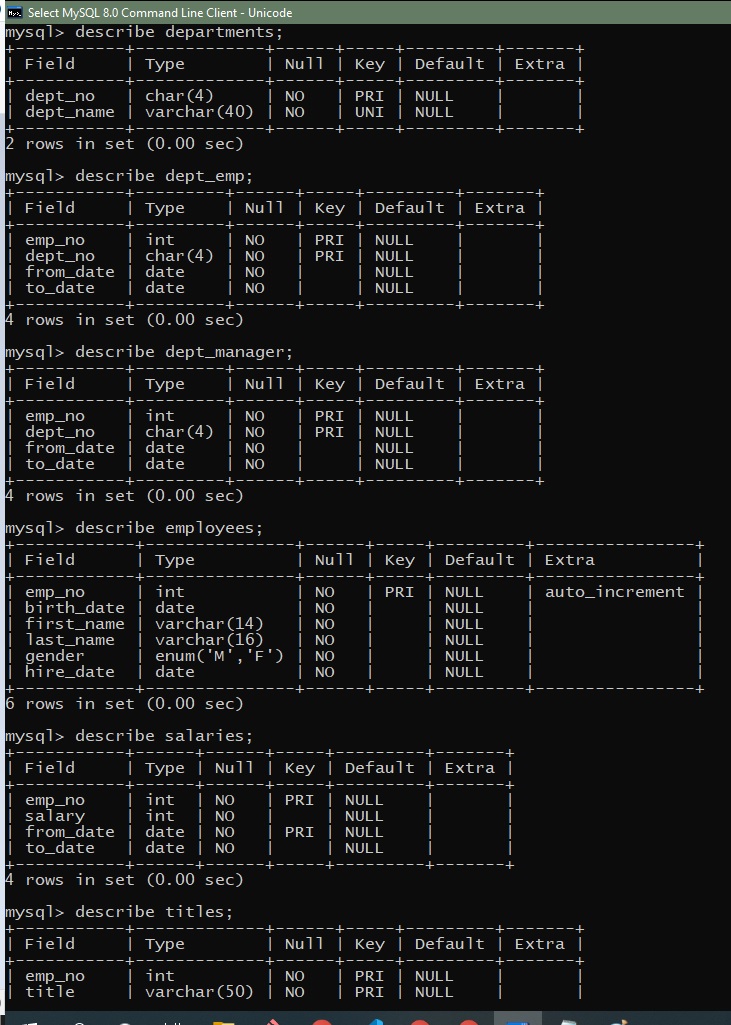 Select MySQL 8.0 Command Line Client - Unicode
mysql> describe departments;
+-----------+-------------+------+-----+---------+-------+
| Field     | Type        | Null | Key | Default | Extra |
+-----------+-------------+------+-----+---------+-------+
| dept_no   | char(4)     | NO   | PRI | NULL    |       |
| dept_name | varchar(40) | NO   | UNI | NULL    |       |
+-----------+-------------+------+-----+---------+-------+
2 rows in set (0.00 sec)
mysql> describe dept_emp;
+-----------+---------+------+-----+---------+-------+
| Field     | Type    | Null | Key | Default | Extra |
+-----------+---------+------+-----+---------+-------+
| emp_no    | int     | NO   | PRI | NULL    |       |
| dept_no   | char(4) | NO   | PRI | NULL    |       |
| from_date | date    | NO   |     | NULL    |       |
| to_date   | date    | NO   |     | NULL    |       |
+-----------+---------+------+-----+---------+-------+
4 rows in set (0.00 sec)
mysql> describe dept_manager;
+-----------+---------+------+-----+---------+-------+
| Field     | Type    | Null | Key | Default | Extra |
+-----------+---------+------+-----+---------+-------+
| emp_no    | int     | NO   | PRI | NULL    |       |
| dept_no   | char(4) | NO   | PRI | NULL    |       |
| from_date | date    | NO   |     | NULL    |       |
| to_date   | date    | NO   |     | NULL    |       |
+-----------+---------+------+-----+---------+-------+
4 rows in set (0.00 sec)
mysql> describe employees;
+------------+---------------+------+-----+---------+----------------+
| Field      | Type          | Null | Key | Default | Extra          |
+------------+---------------+------+-----+---------+----------------+
| emp_no     | int           | NO   | PRI | NULL    | auto_increment |
| birth_date | date          | NO   |     | NULL    |                |
| first_name | varchar(14)   | NO   |     | NULL    |                |
| last_name  | varchar(16)   | NO   |     | NULL    |                |
| gender     | enum('M','F') | NO   |     | NULL    |                |
| hire_date  | date          | NO   |     | NULL    |                |
+------------+---------------+------+-----+---------+----------------+
6 rows in set (0.00 sec)
mysql> describe salaries;
+-----------+------+------+-----+---------+-------+
| Field     | Type | Null | Key | Default | Extra |
+-----------+------+------+-----+---------+-------+
| emp_no    | int  | NO   | PRI | NULL    |       |
| salary    | int  | NO   |     | NULL    |       |
| from_date | date | NO   | PRI | NULL    |       |
| to_date   | date | NO   |     | NULL    |       |
+-----------+------+------+-----+---------+-------+
4 rows in set (0.00 sec)
mysql> describe titles;
+-----------+-------------+------+-----+---------+-------+
| Field     | Type        | Null | Key | Default | Extra |
+-----------+-------------+------+-----+---------+-------+
| emp_no    | int         | NO   | PRI | NULL    |       |
| title     | varchar(50) | NO   | PRI | NULL    |       |